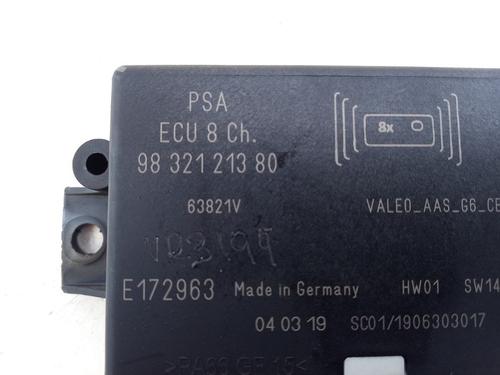 PSA
ECU 8 Ch.
98 321 213 80
8x
63821V
VALEO_AAS_G6_CE
E172963 Made in Germany HW01 SW14
04 03 19 SC01/1906303017